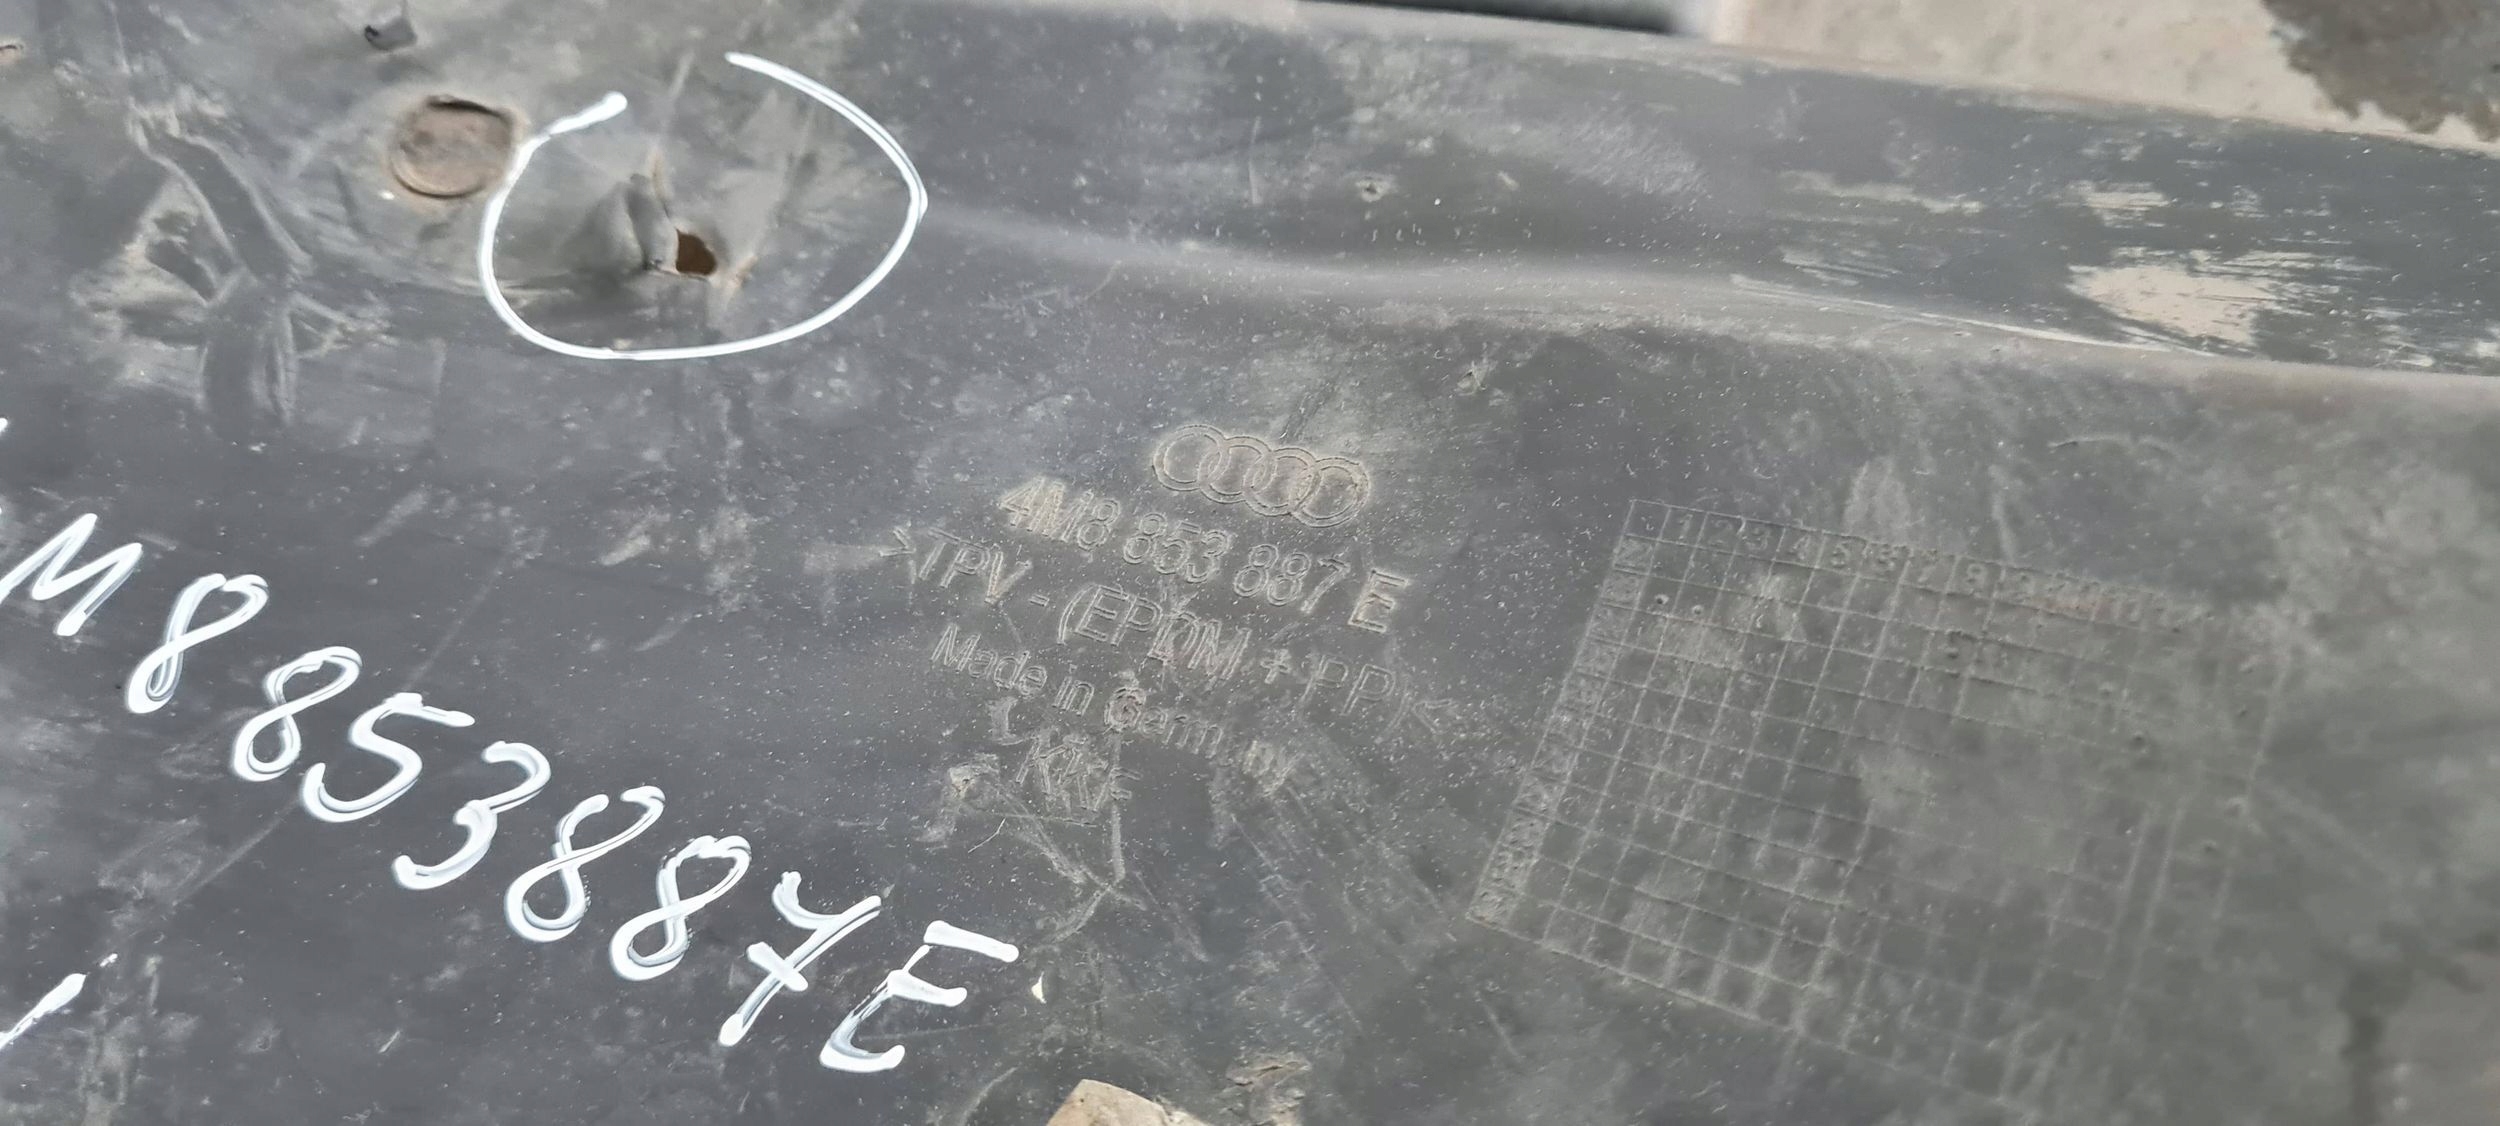 4M8 853 887 E
>TPV - (EPDM + PP)<
Made in Germany
M8853887E